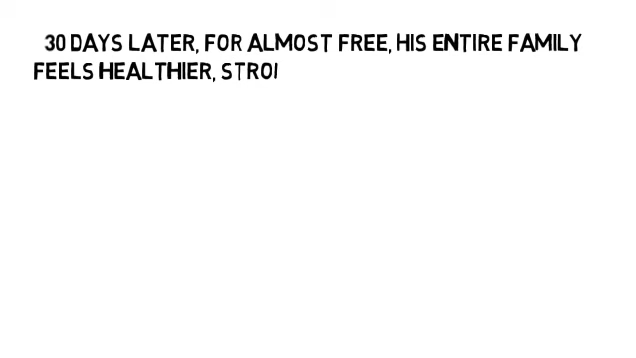 30 DAYS LATER, FOR ALMOST FREE, HIS ENTIRE FAMILY
FEELS HEALTHIER,